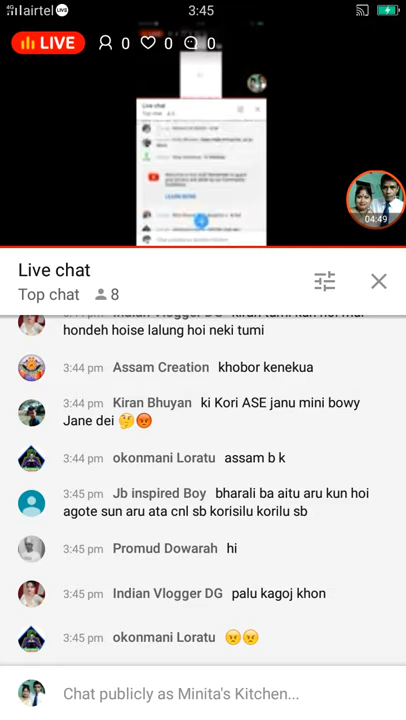 4G airtel LIVE 3:45
LIVE 0 0 0
Live chat
Top chat
LEARN MORE
04:49
Live chat
Top chat 8
hondeh hoise lalung hoi neki tumi
3:44 pm Assam Creation khobor kenekua
3:44 pm Kiran Bhuyan ki Kori ASE janu mini bowy
Jane dei 🤔😡
3:44 pm okonmani Loratu assam b k
3:45 pm Jb inspired Boy bharali ba aitu aru kun hoi
agote sun aru ata cnl sb korisilu korilu sb
3:45 pm Promud Dowarah hi
3:45 pm Indian Vlogger DG palu kagoj khon
3:45 pm okonmani Loratu 😠😠
Chat publicly as Minita's Kitchen...